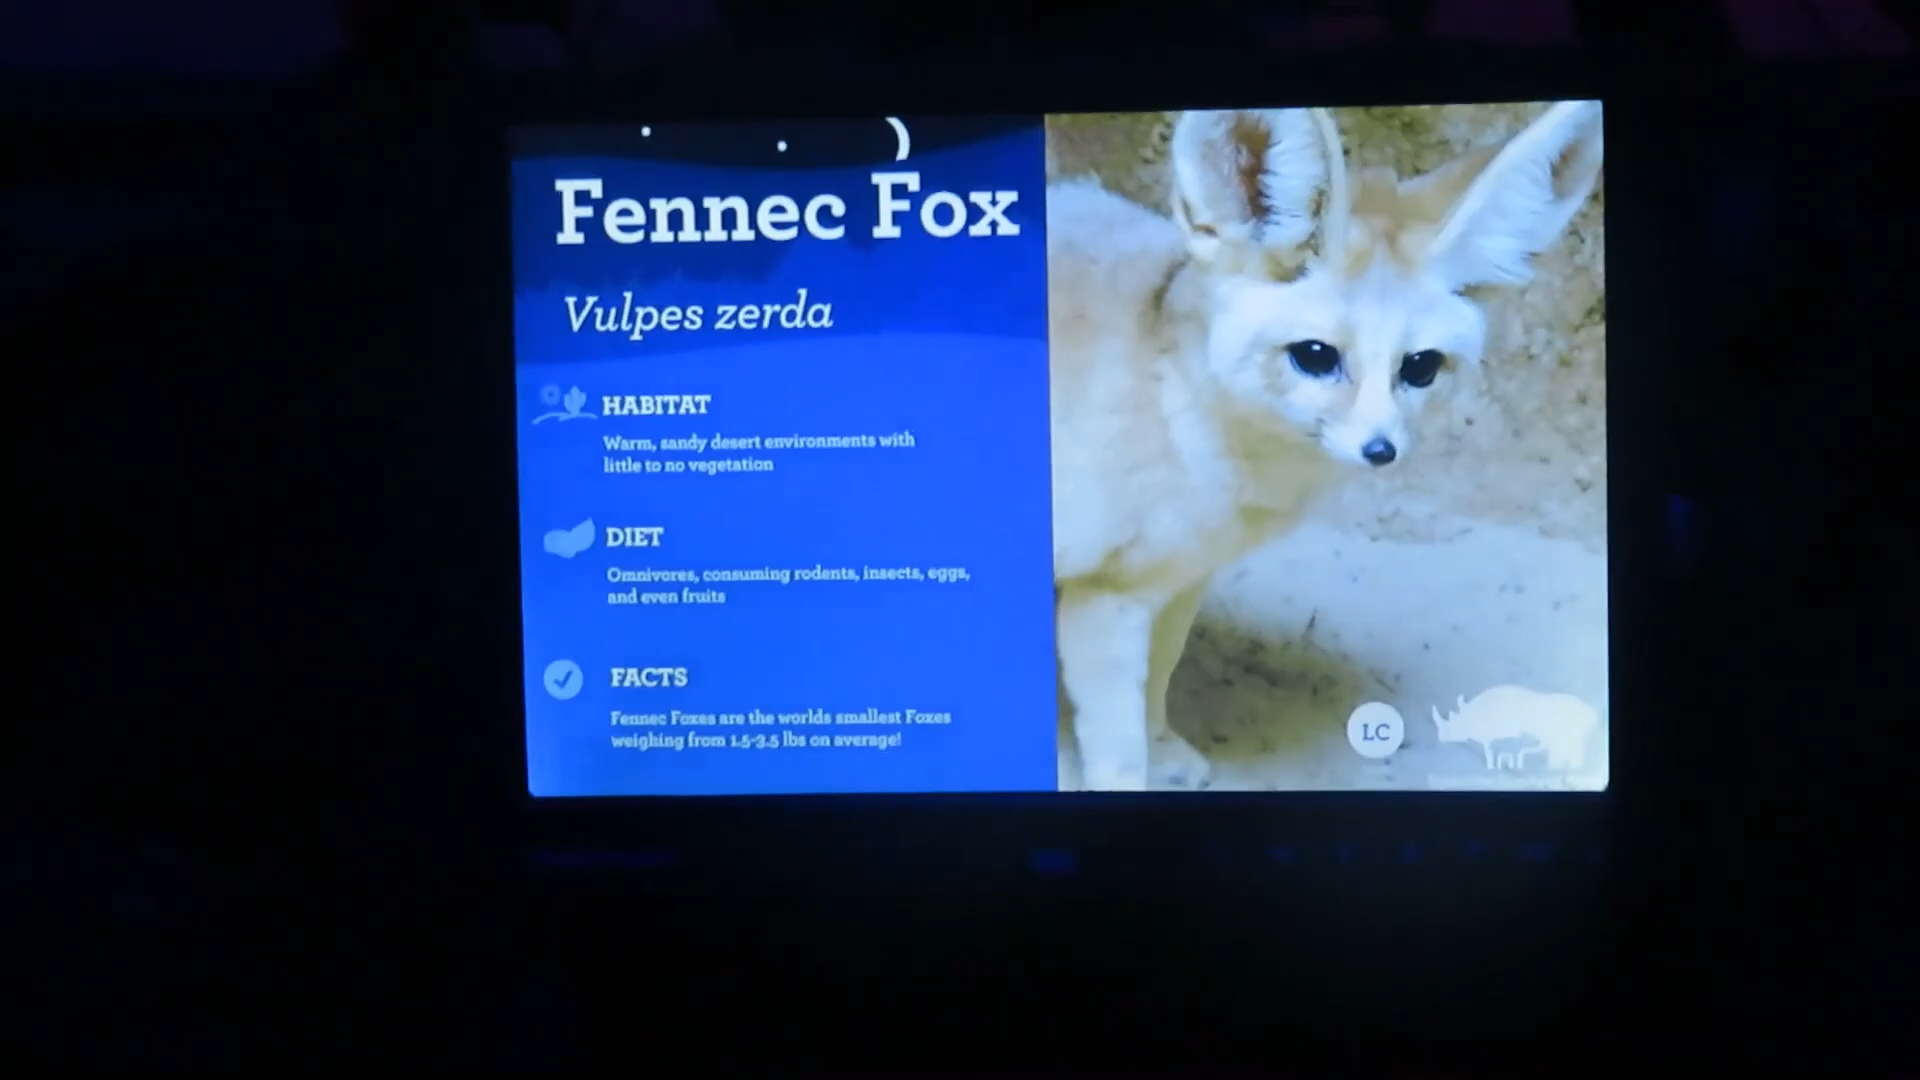 Fennec Fox
Vulpes zerda
HABITAT
Warm, sandy desert environments with
little to no vegetation
DIET
Omnivores, consuming rodents, insects, eggs,
and even fruits
FACTS
Fennec Foxes are the worlds smallest Foxes
weighing from 1.5-3.5 lbs on average!
LC